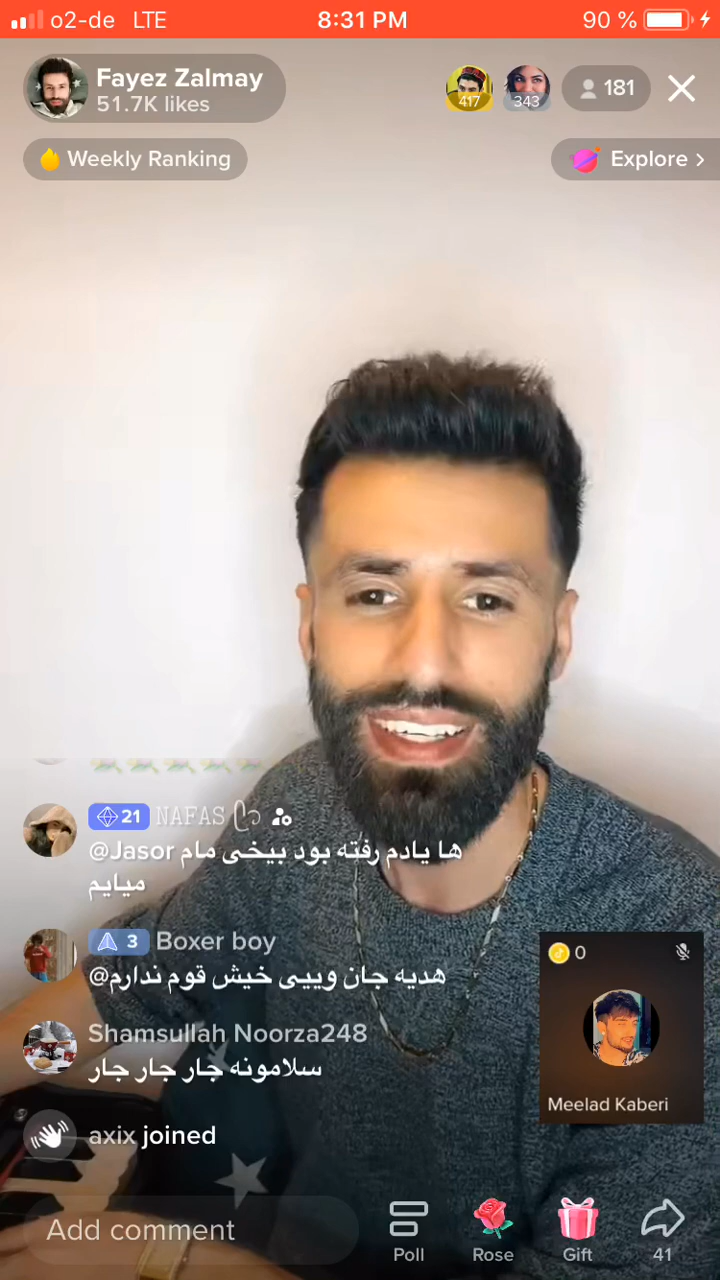 o2-de LTE 8:31 PM 90 %
Fayez Zalmay
51.7K likes
417 343 181
Weekly Ranking Explore
21 NAFAS
@Jasor ها یادم رفته بود بیخی مام
میایم
3 Boxer boy
@هدیه جان وییی خیش قوم ندارم
Shamsullah Noorza248
سلامونه جار جار جار
axix joined
0
Meelad Kaberi
Add comment
Poll Rose Gift 41